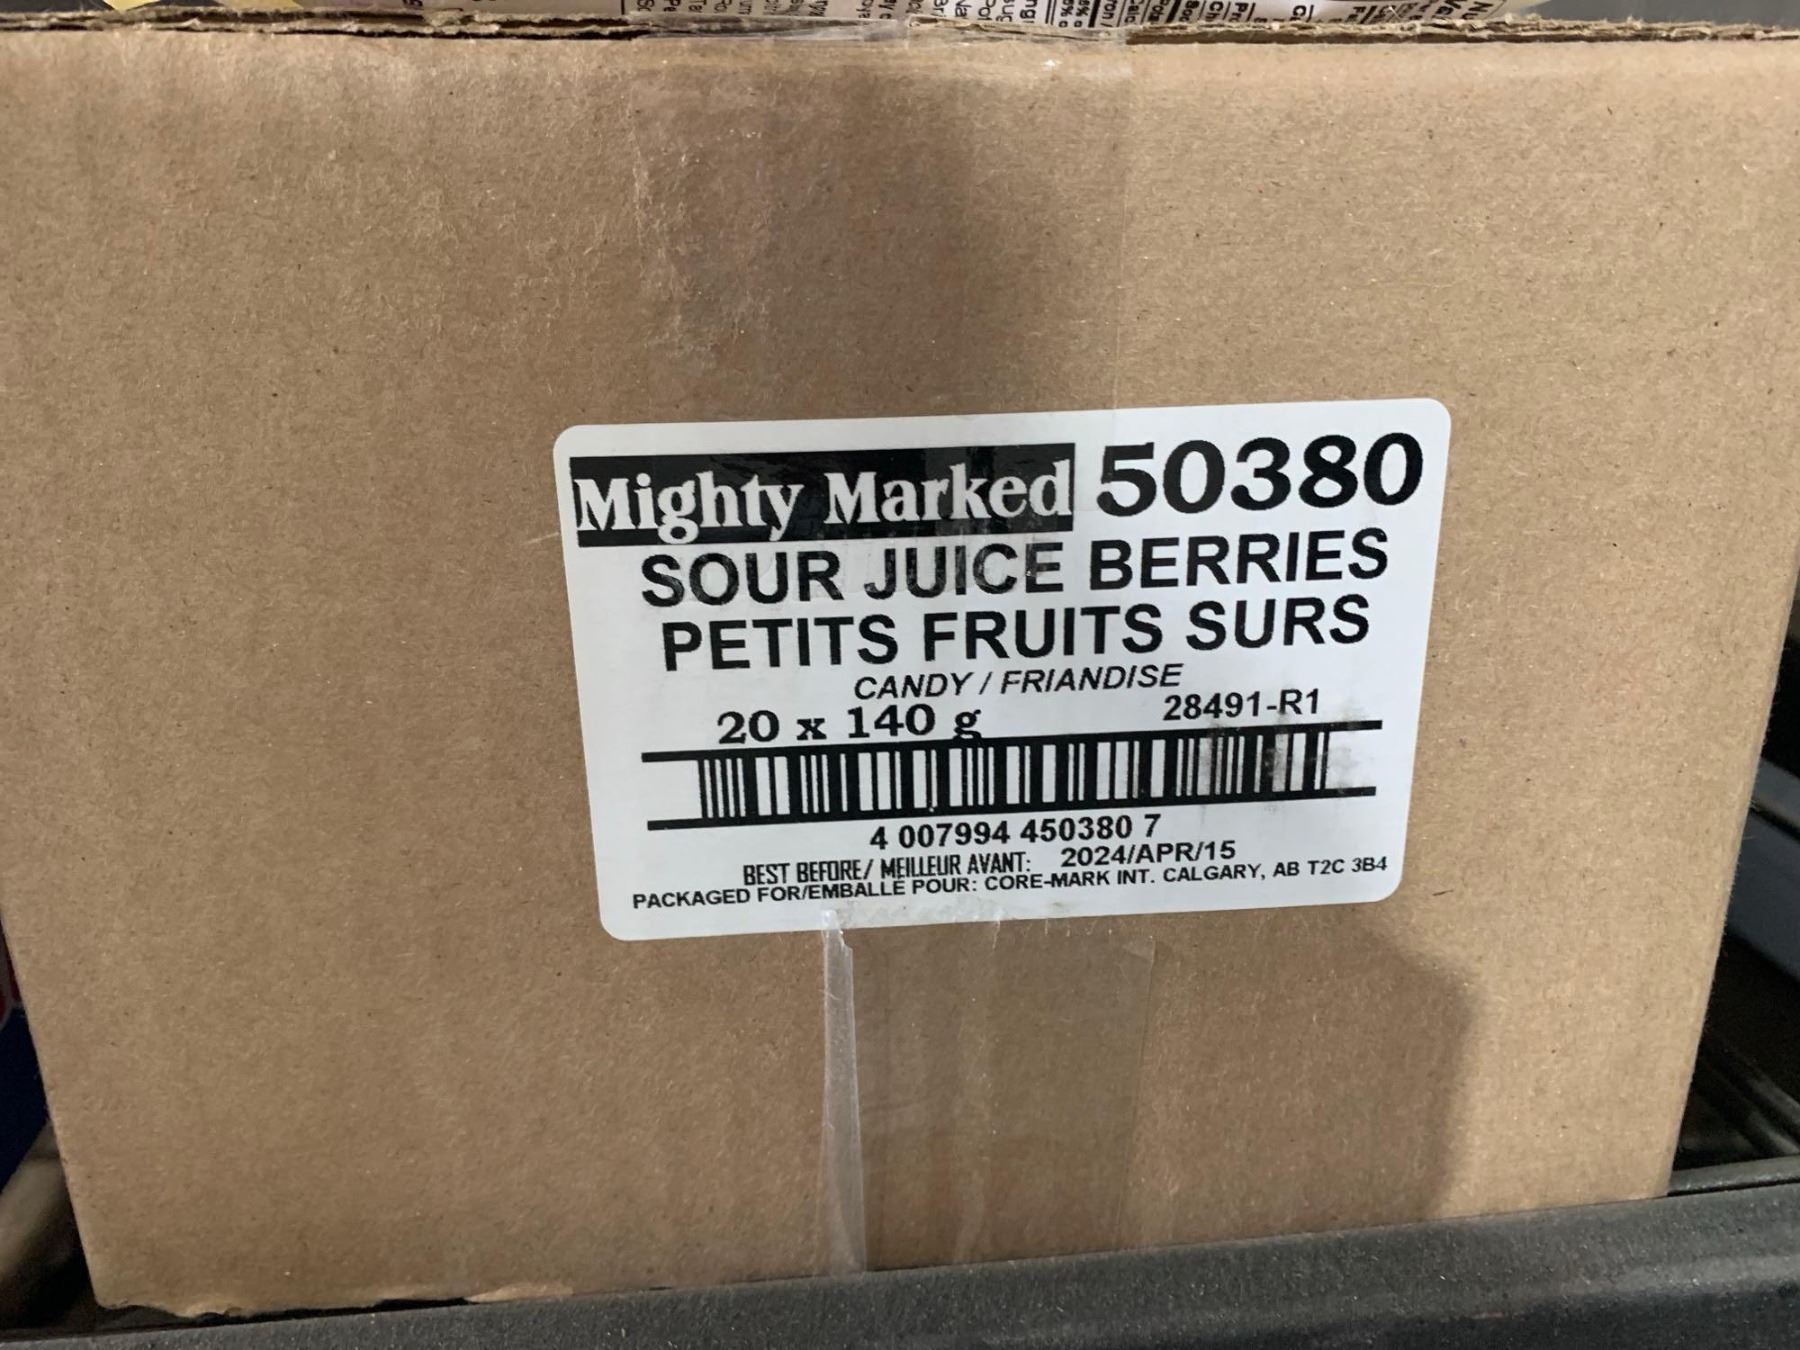 Mighty Marked 50380
SOUR JUICE BERRIES
PETITS FRUITS SURS
CANDY / FRIANDISE
20 x 140 g 28491-R1
4 007994 450380 7
BEST BEFORE/ MEILLEUR AVANT: 2024/APR/15
PACKAGED FOR/EMBALLÉ POUR: CORE-MARK INT. CALGARY, AB T2C 3B4